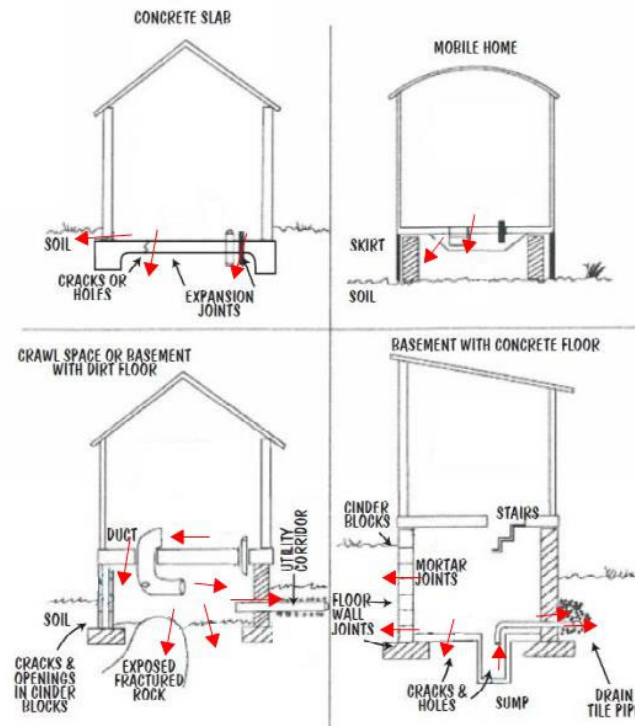 CONCRETE SLAB
SOIL
CRACKS OR
HOLES
EXPANSION
JOINTS
MOBILE HOME
SKIRT
SOIL
CRAWL SPACE OR BASEMENT
WITH DIRT FLOOR
DUCT
UTILITY
CORRIDOR
SOIL
CRACKS &
OPENINGS
IN CINDER
BLOCKS
EXPOSED
FRACTURED
ROCK
BASEMENT WITH CONCRETE FLOOR
CINDER
BLOCKS
STAIRS
MORTAR
JOINTS
FLOOR
WALL
JOINTS
CRACKS &
HOLES
SUMP
DRAIN
TILE PIPE